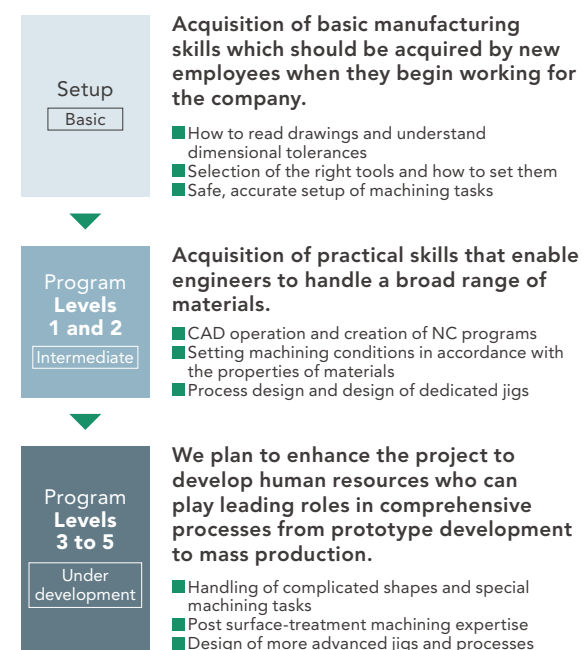 Setup
Basic
Acquisition of basic manufacturing
skills which should be acquired by new
employees when they begin working for
the company.
How to read drawings and understand
dimensional tolerances
Selection of the right tools and how to set them
Safe, accurate setup of machining tasks
Program
Levels
1 and 2
Intermediate
Acquisition of practical skills that enable
engineers to handle a broad range of
materials.
CAD operation and creation of NC programs
Setting machining conditions in accordance with
the properties of materials
Process design and design of dedicated jigs
Program
Levels
3 to 5
Under
development
We plan to enhance the project to
develop human resources who can
play leading roles in comprehensive
processes from prototype development
to mass production.
Handling of complicated shapes and special
machining tasks
Post surface-treatment machining expertise
Design of more advanced jigs and processes